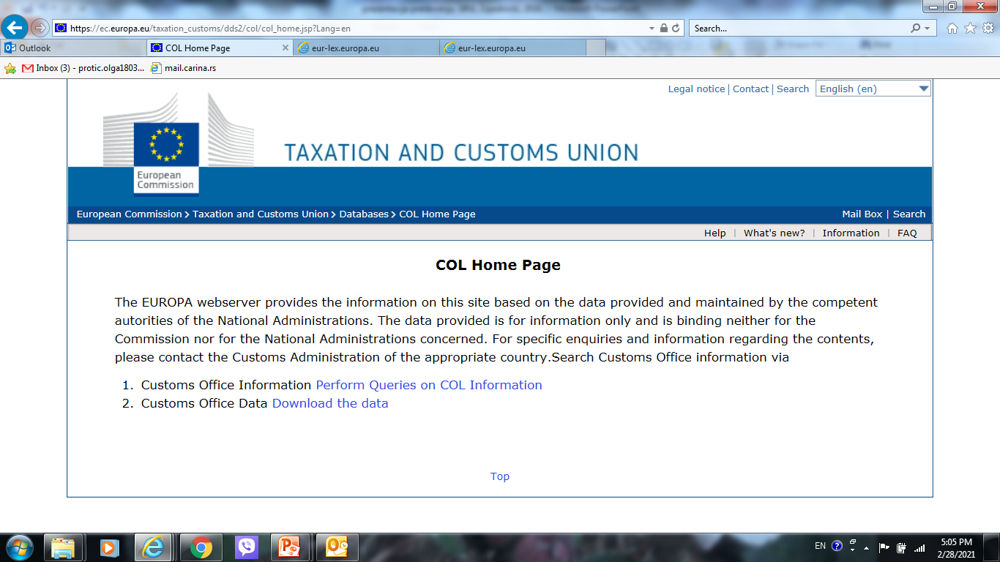 https://ec.europa.eu/taxation_customs/dds2/col/col_home.jsp?Lang=en
Search...
Outlook
COL Home Page
eur-lex.europa.eu
eur-lex.europa.eu
Inbox (3) - protic.olga1803...
mail.carina.rs
Legal notice | Contact | Search
English (en)
TAXATION AND CUSTOMS UNION
European
Commission
European Commission > Taxation and Customs Union > Databases > COL Home Page
Mail Box | Search
Help | What's new? | Information | FAQ
COL Home Page
The EUROPA webserver provides the information on this site based on the data provided and maintained by the competent
autorities of the National Administrations. The data provided is for information only and is binding neither for the
Commission nor for the National Administrations concerned. For specific enquiries and information regarding the contents,
please contact the Customs Administration of the appropriate country.Search Customs Office information via
1. Customs Office Information Perform Queries on COL Information
2. Customs Office Data Download the data
Top
EN
5:05 PM
2/28/2021